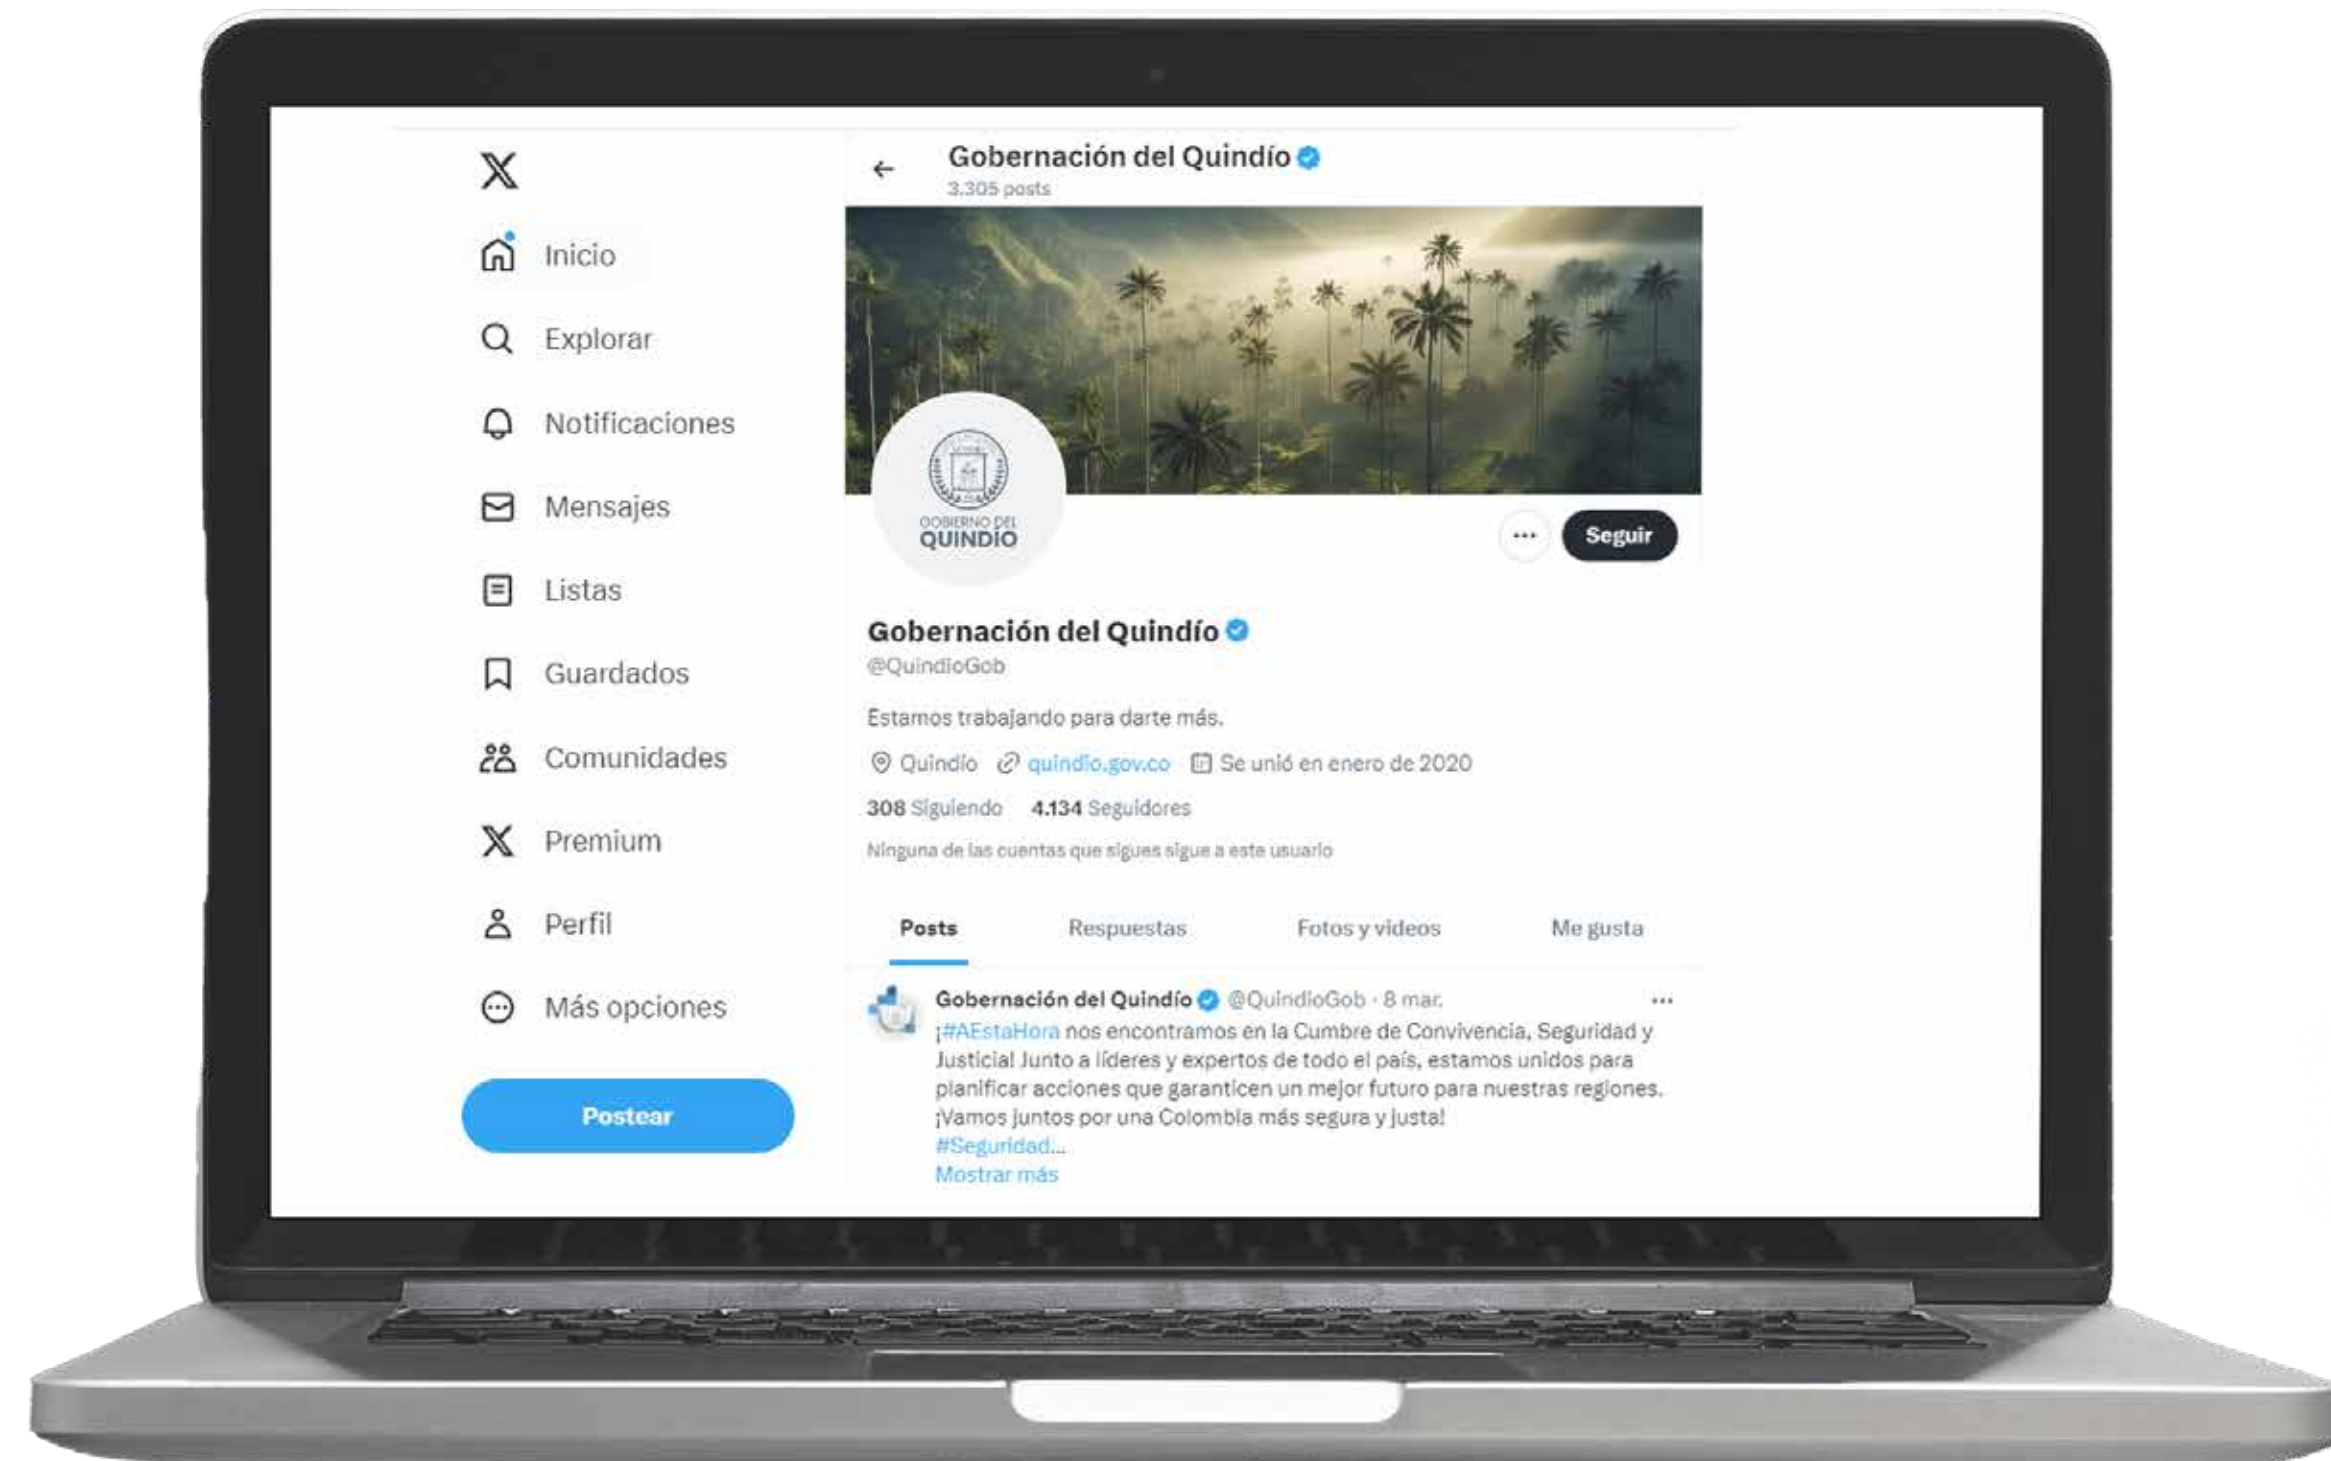 Inicio
Explorar
Notificaciones
Mensajes
Listas
Guardados
Comunidades
Premium
Perfil
Más opciones
Postear
Gobernación del Quindío
3.305 posts
GOBIERNO DEL
QUINDÍO
Seguir
Gobernación del Quindío
@QuindioGob
Estamos trabajando para darte más.
Quindío quindio.gov.co Se unió en enero de 2020
308 Siguiendo 4.134 Seguidores
Ninguna de las cuentas que sigues sigue a este usuario
Posts Respuestas Fotos y videos Me gusta
Gobernación del Quindío @QuindioGob · 8 mar.
¡#AEstaHora nos encontramos en la Cumbre de Convivencia, Seguridad y
Justicia! Junto a líderes y expertos de todo el país, estamos unidos para
planificar acciones que garanticen un mejor futuro para nuestras regiones.
¡Vamos juntos por una Colombia más segura y justa!
#Seguridad...
Mostrar más